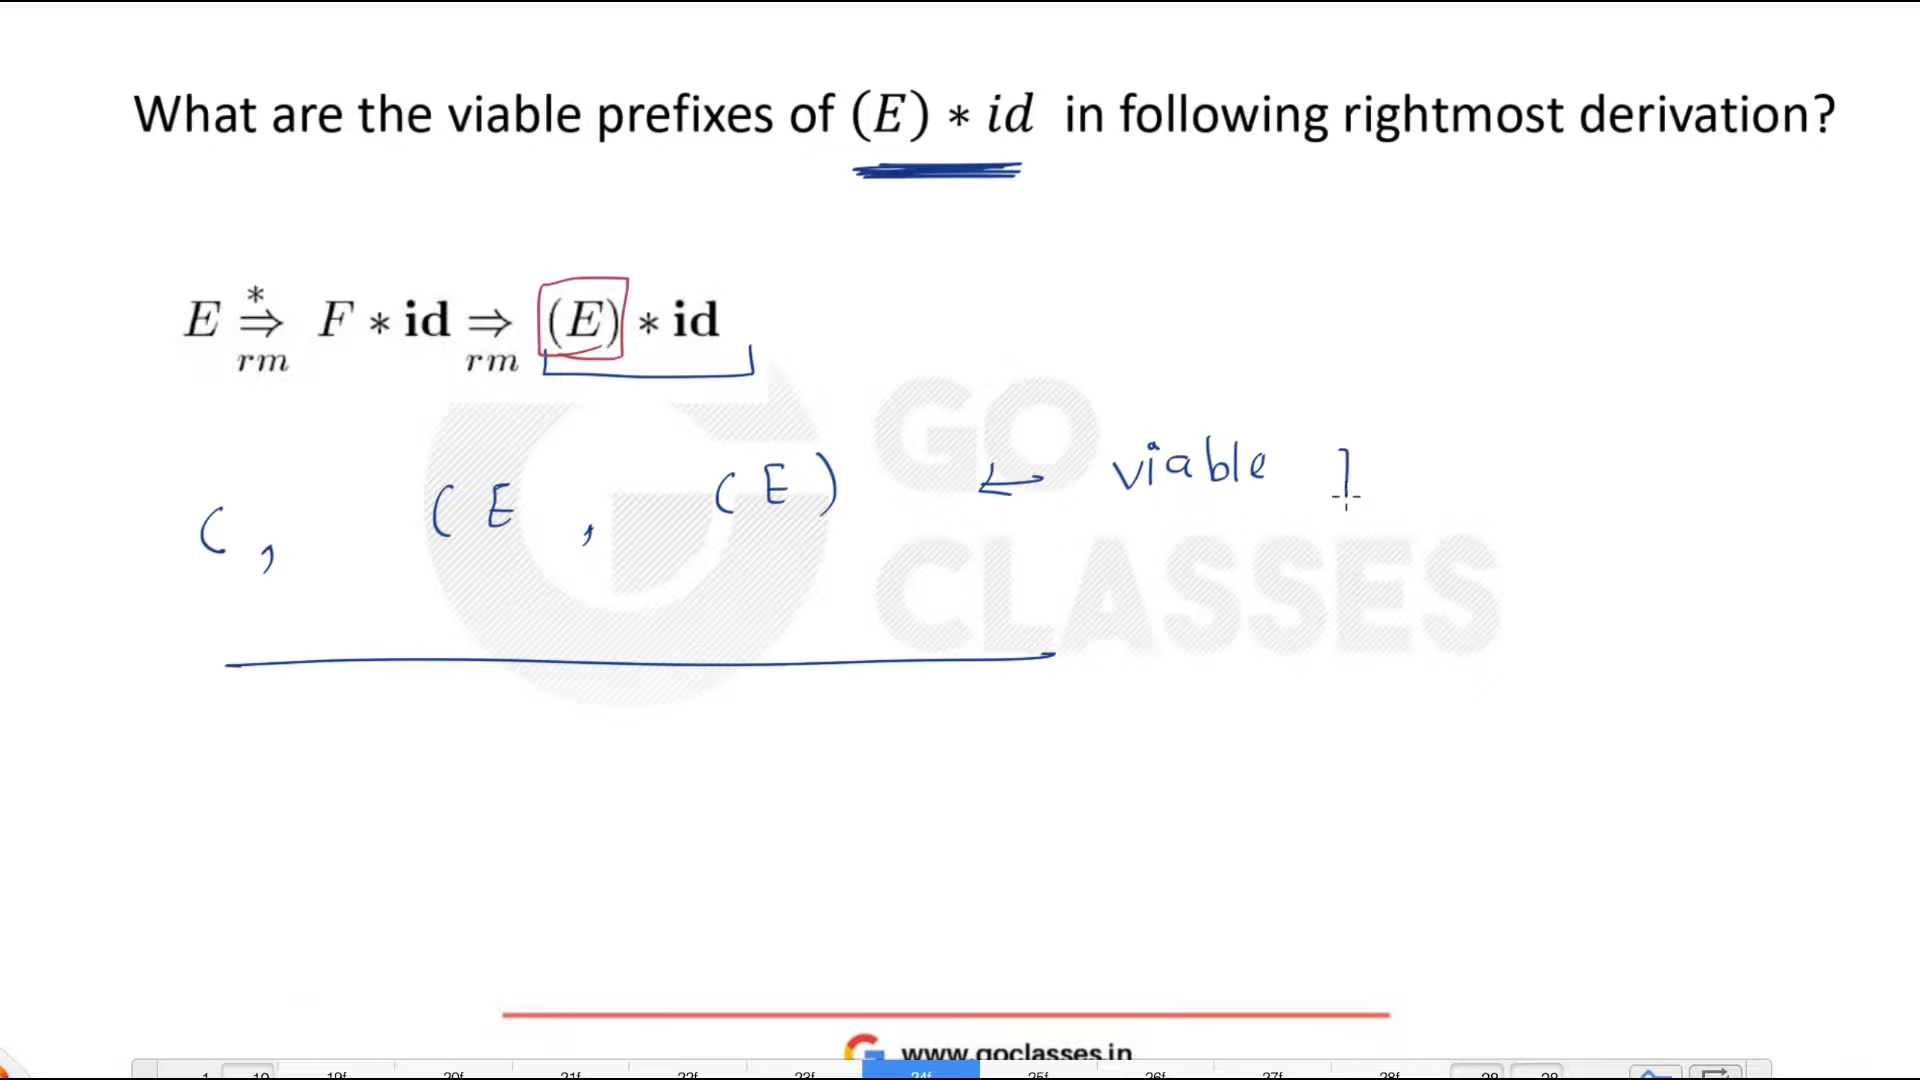 What are the viable prefixes of (E) * id in following rightmost derivation?
E *⇒rm F * id ⇒rm (E) * id
GO
CLASSES
( , ( E , ( E ) ← viable
www.goclasses.in